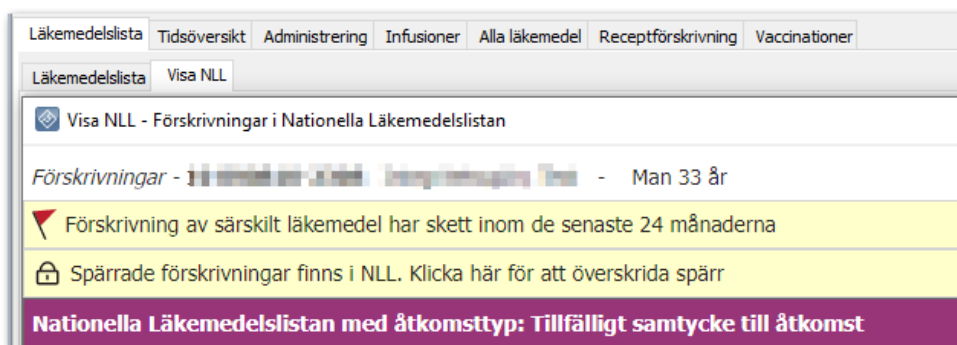 Läkemedelslista Tidsöversikt Administrering Infusioner Alla läkemedel Receptförskrivning Vaccinationer
Läkemedelslista Visa NLL
Visa NLL - Förskrivningar i Nationella Läkemedelslistan
Förskrivningar - - Man 33 år
Förskrivning av särskilt läkemedel har skett inom de senaste 24 månaderna
Spärrade förskrivningar finns i NLL. Klicka här för att överskrida spärr
Nationella Läkemedelslistan med åtkomsttyp: Tillfälligt samtycke till åtkomst